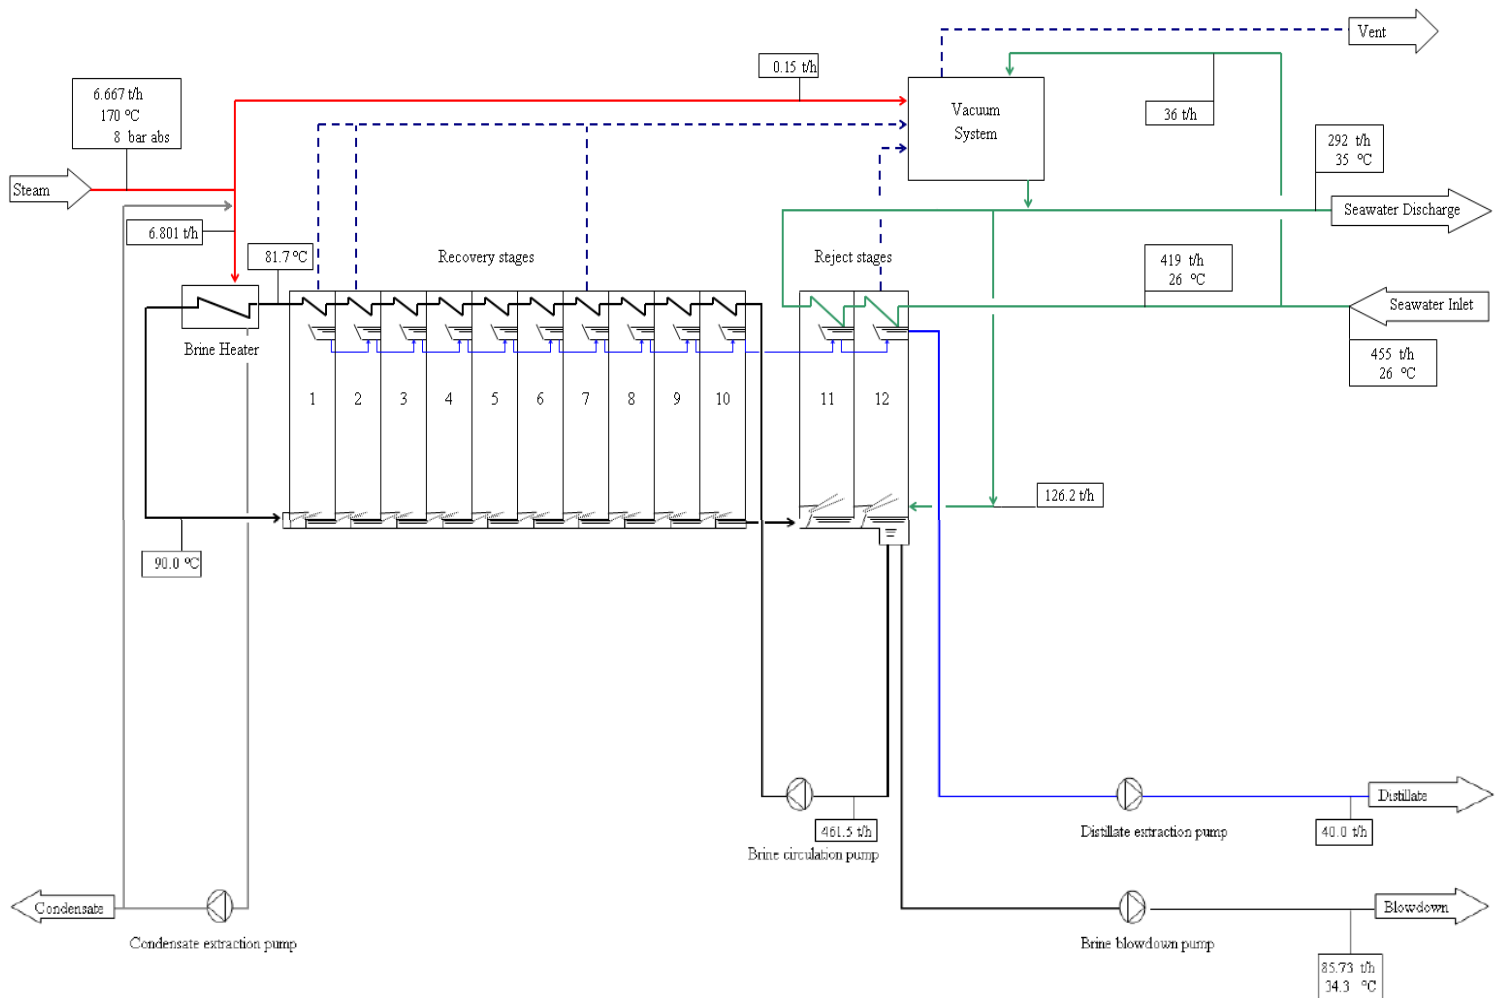 Vent
0.15 t/h
6.667 t/h
170 °C
8 bar abs
Vacuum
System
36 t/h
292 t/h
35 °C
Steam
Seawater Discharge
6.801 t/h
81.7 °C
Recovery stages
Reject stages
419 t/h
26 °C
Seawater Inlet
Brine Heater
455 t/h
26 °C
1 2 3 4 5 6 7 8 9 10 11 12
126.2 t/h
90.0 °C
Distillate
461.5 t/h
Distillate extraction pump
40.0 t/h
Brine circulation pump
Condensate
Blowdown
Condensate extraction pump
Brine blowdown pump
85.73 t/h
34.3 °C